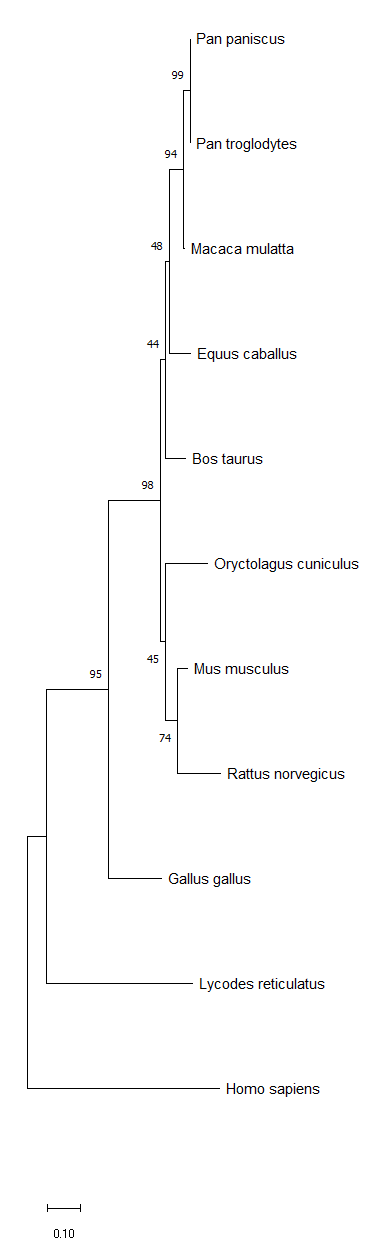 Pan paniscus
99
Pan troglodytes
94
Macaca mulatta
48
Equus caballus
44
Bos taurus
98
Oryctolagus cuniculus
45
Mus musculus
95
74
Rattus norvegicus
Gallus gallus
Lycodes reticulatus
Homo sapiens
0.10